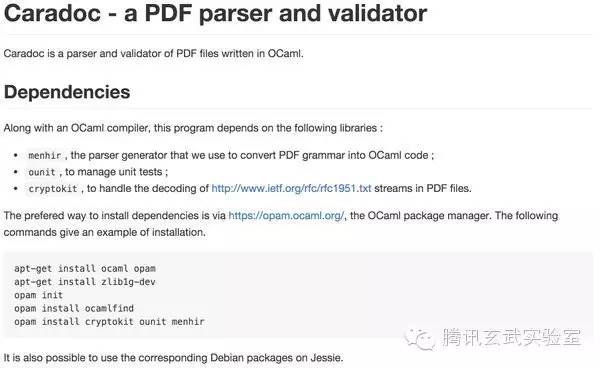 Caradoc - a PDF parser and validator
Caradoc is a parser and validator of PDF files written in OCaml.
Dependencies
Along with an OCaml compiler, this program depends on the following libraries :
• menhir , the parser generator that we use to convert PDF grammar into OCaml code ;
• ounit , to manage unit tests ;
• cryptokit , to handle the decoding of http://www.ietf.org/rfc/rfc1951.txt streams in PDF files.
The prefered way to install dependencies is via https://opam.ocaml.org/, the OCaml package manager. The following
commands give an example of installation.
apt-get install ocaml opam
apt-get install zlib1g-dev
opam init
opam install ocamlfind
opam install cryptokit ounit menhir
腾讯玄武实验室
It is also possible to use the corresponding Debian packages on Jessie.